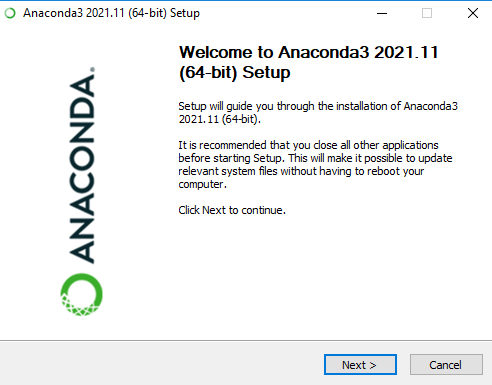 Anaconda3 2021.11 (64-bit) Setup
Welcome to Anaconda3 2021.11
(64-bit) Setup
Setup will guide you through the installation of Anaconda3
2021.11 (64-bit).
It is recommended that you close all other applications
before starting Setup. This will make it possible to update
relevant system files without having to reboot your
computer.
Click Next to continue.
ANACONDA.
Next >
Cancel